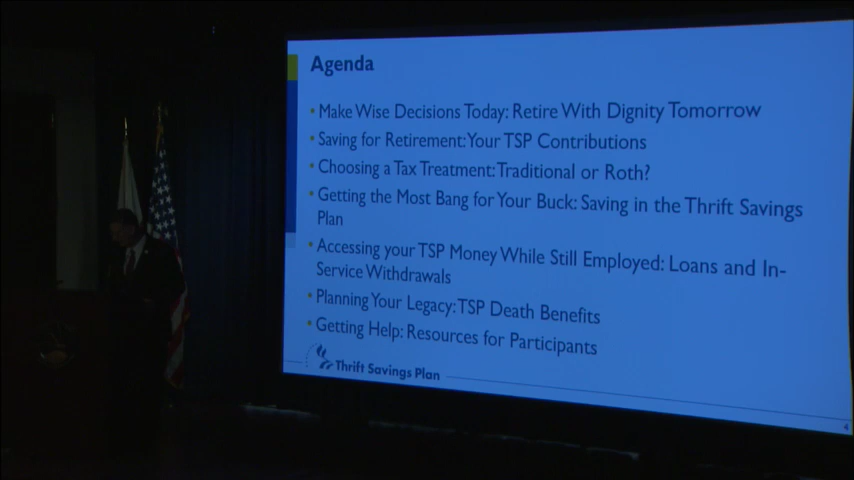 Agenda
• Make Wise Decisions Today: Retire With Dignity Tomorrow
• Saving for Retirement: Your TSP Contributions
• Choosing a Tax Treatment: Traditional or Roth?
• Getting the Most Bang for Your Buck: Saving in the Thrift Savings
Plan
• Accessing your TSP Money While Still Employed: Loans and In-
Service Withdrawals
• Planning Your Legacy: TSP Death Benefits
• Getting Help: Resources for Participants
Thrift Savings Plan
4